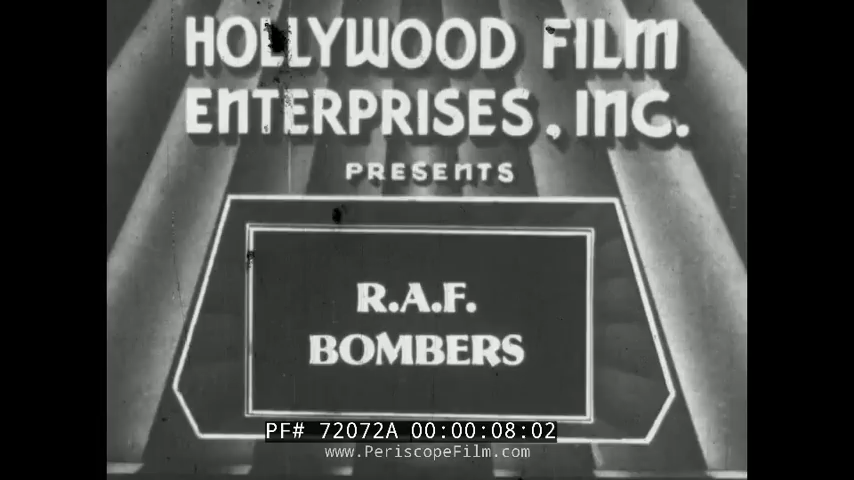 HOLLYWOOD FILM
ENTERPRISES, INC.
PRESENTS
R.A.F.
BOMBERS
PF# 72072A 00:00:08:02
www.PeriscopeFilm.com